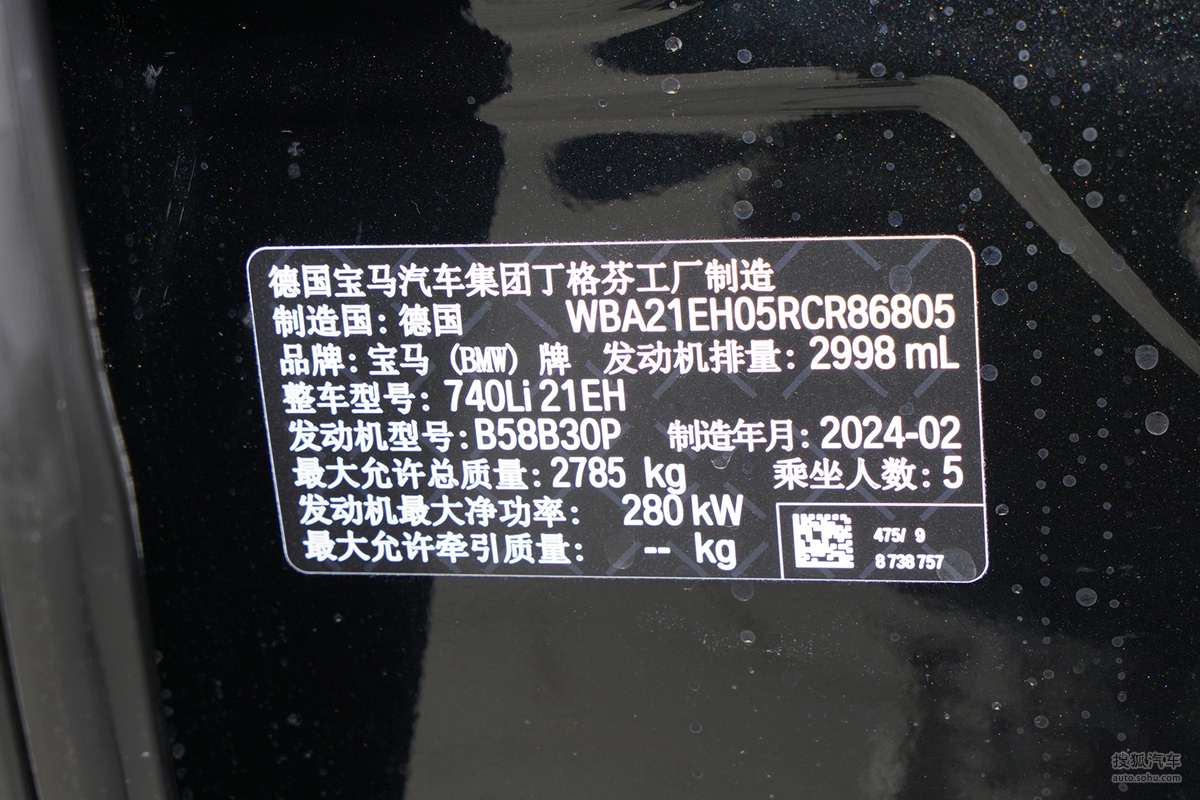 德国宝马汽车集团丁格芬工厂制造
制造国：德国 WBA21EH05RCR86805
品牌：宝马（BMW）牌 发动机排量：2998 mL
整车型号：740Li 21EH
发动机型号：B58B30P 制造年月：2024-02
最大允许总质量：2785 kg 乘坐人数：5
发动机最大净功率： 280 kW
最大允许牵引质量： -- kg
475/ 9
8 738 757
搜狐汽车
auto.sohu.com